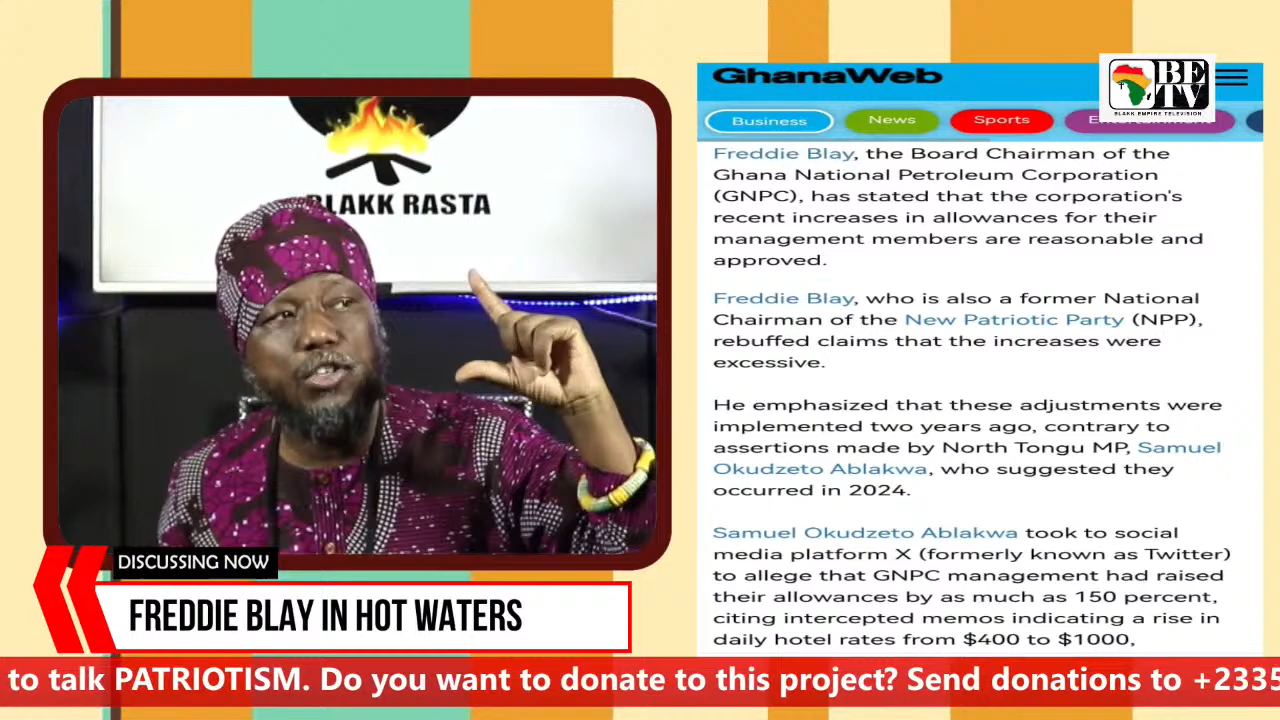 BLAKK RASTA
DISCUSSING NOW
FREDDIE BLAY IN HOT WATERS
GhanaWeb
BE
TV
BLAKK EMPIRE TELEVISION
Business
News
Sports
Entertainment
Freddie Blay, the Board Chairman of the
Ghana National Petroleum Corporation
(GNPC), has stated that the corporation's
recent increases in allowances for their
management members are reasonable and
approved.
Freddie Blay, who is also a former National
Chairman of the New Patriotic Party (NPP),
rebuffed claims that the increases were
excessive.
He emphasized that these adjustments were
implemented two years ago, contrary to
assertions made by North Tongu MP, Samuel
Okudzeto Ablakwa, who suggested they
occurred in 2024.
Samuel Okudzeto Ablakwa took to social
media platform X (formerly known as Twitter)
to allege that GNPC management had raised
their allowances by as much as 150 percent,
citing intercepted memos indicating a rise in
daily hotel rates from $400 to $1000,
to talk PATRIOTISM. Do you want to donate to this project? Send donations to +2335